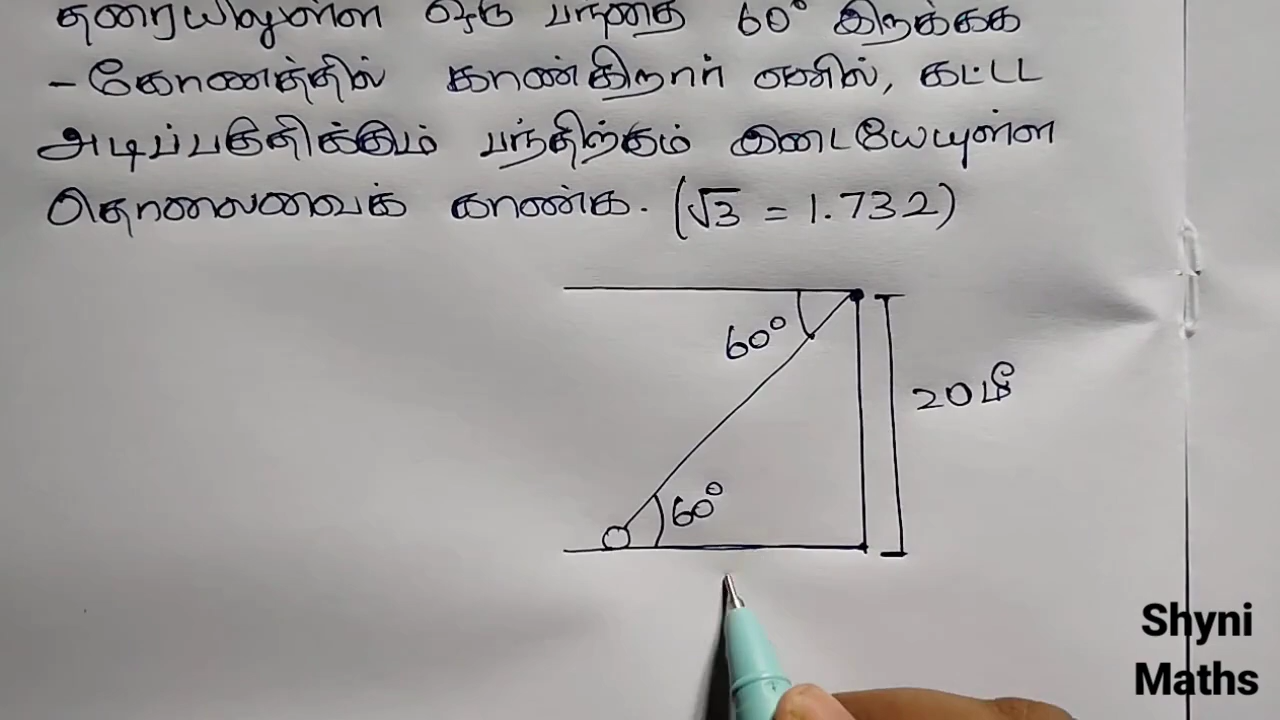 தரையிலுள்ள ஒரு பந்தை 60° இறக்கக
-கோணத்தில் காண்கிறார் எனில், கட்டட
அடிப்பகுதிக்கும் பந்திற்கும் இடையேயுள்ள
தொலைவைக் காண்க. (√3 = 1.732)
60°
20மீ
60°
Shyni
Maths